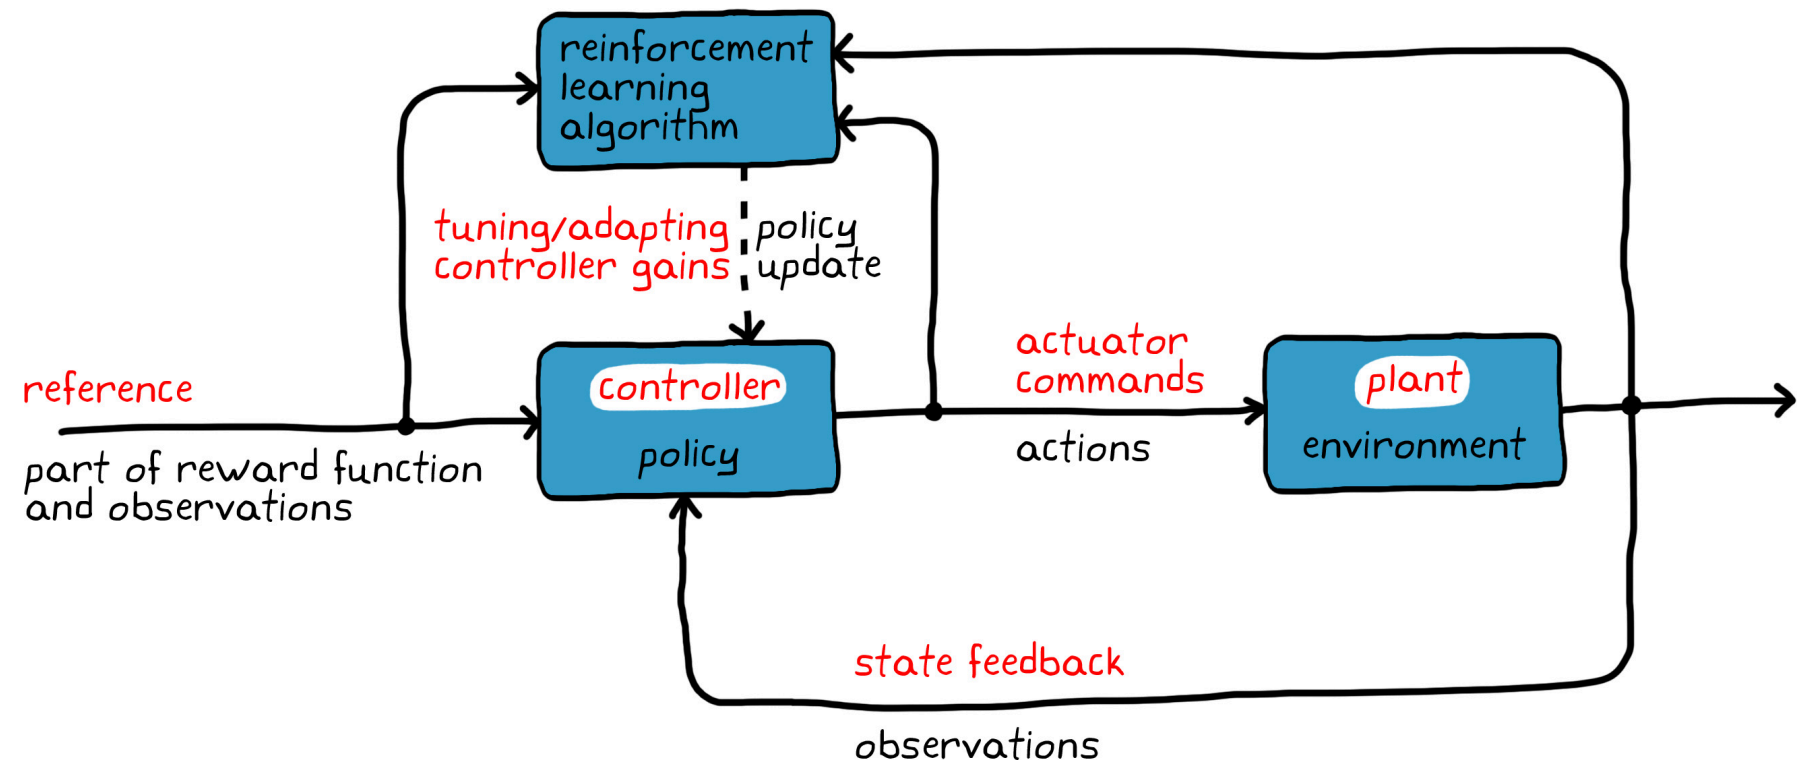 reinforcement
learning
algorithm
tuning/adapting
controller gains
policy
update
reference
part of reward function
and observations
controller
policy
actuator
commands
actions
plant
environment
state feedback
observations